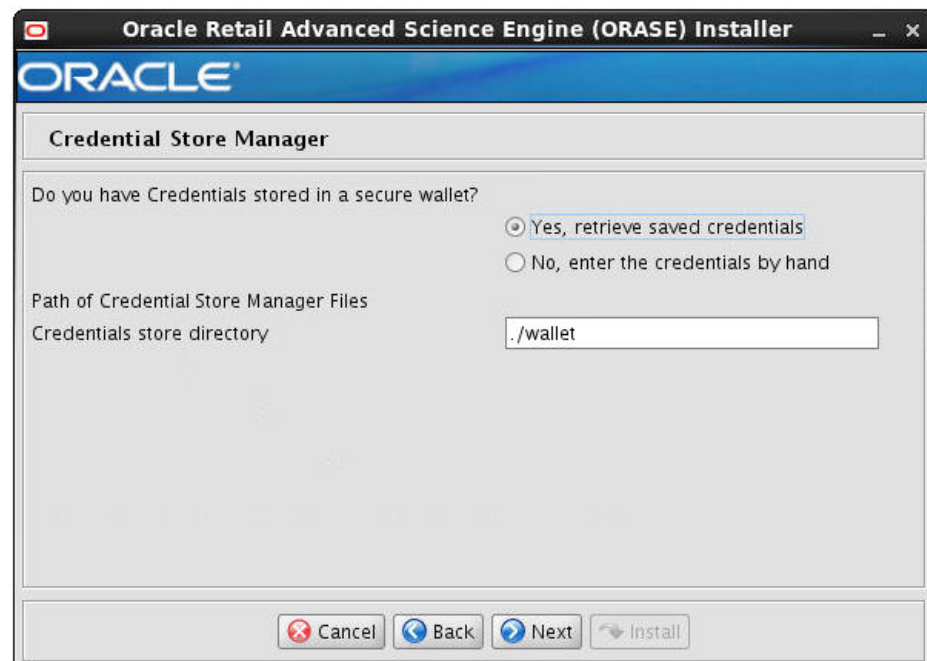 Oracle Retail Advanced Science Engine (ORASE) Installer
ORACLE
Credential Store Manager
Do you have Credentials stored in a secure wallet?
Yes, retrieve saved credentials
No, enter the credentials by hand
Path of Credential Store Manager Files
Credentials store directory ./wallet
Cancel Back Next Install